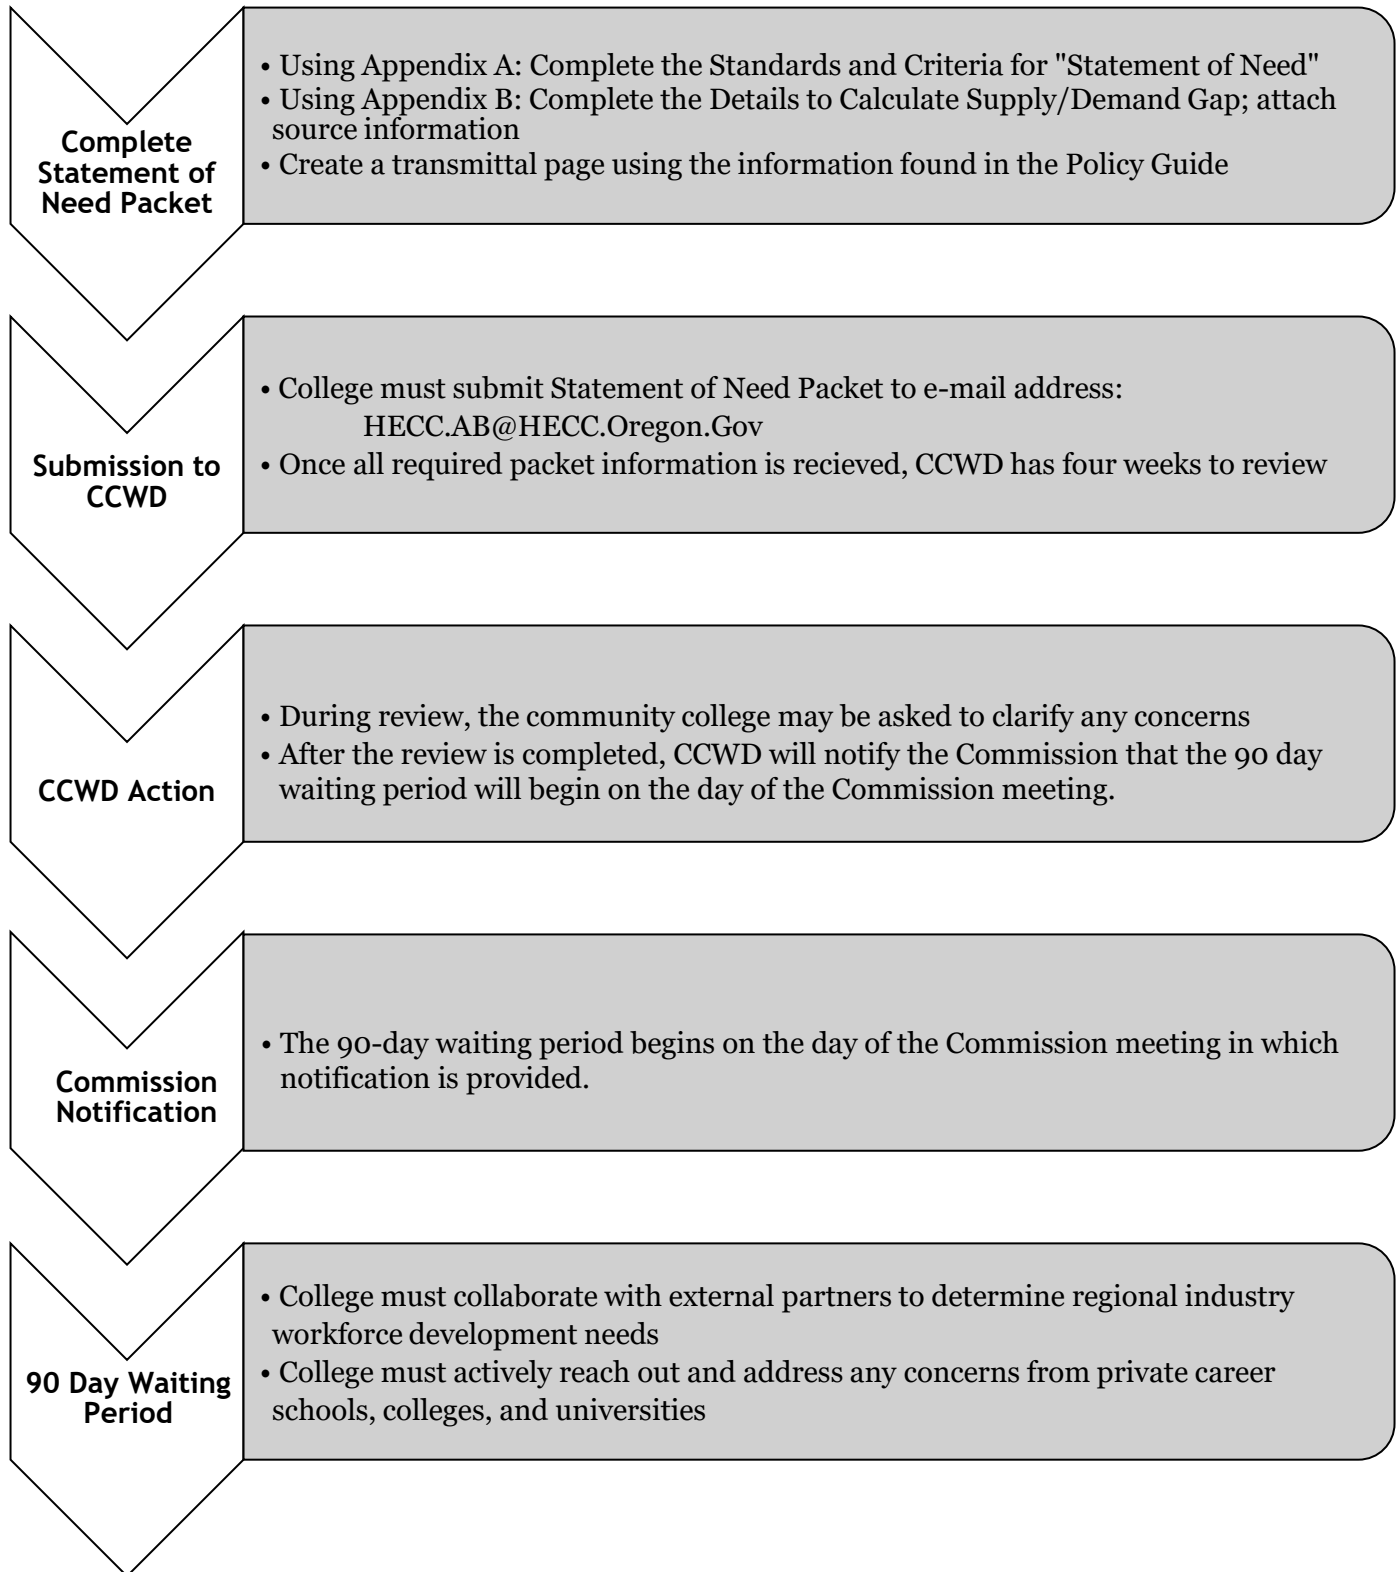 Complete
Statement of
Need Packet
• Using Appendix A: Complete the Standards and Criteria for "Statement of Need"
• Using Appendix B: Complete the Details to Calculate Supply/Demand Gap; attach
source information
• Create a transmittal page using the information found in the Policy Guide
Submission to
CCWD
• College must submit Statement of Need Packet to e-mail address:
HECC.AB@HECC.Oregon.Gov
• Once all required packet information is recieved, CCWD has four weeks to review
CCWD Action
• During review, the community college may be asked to clarify any concerns
• After the review is completed, CCWD will notify the Commission that the 90 day
waiting period will begin on the day of the Commission meeting.
Commission
Notification
• The 90-day waiting period begins on the day of the Commission meeting in which
notification is provided.
90 Day Waiting
Period
• College must collaborate with external partners to determine regional industry
workforce development needs
• College must actively reach out and address any concerns from private career
schools, colleges, and universities